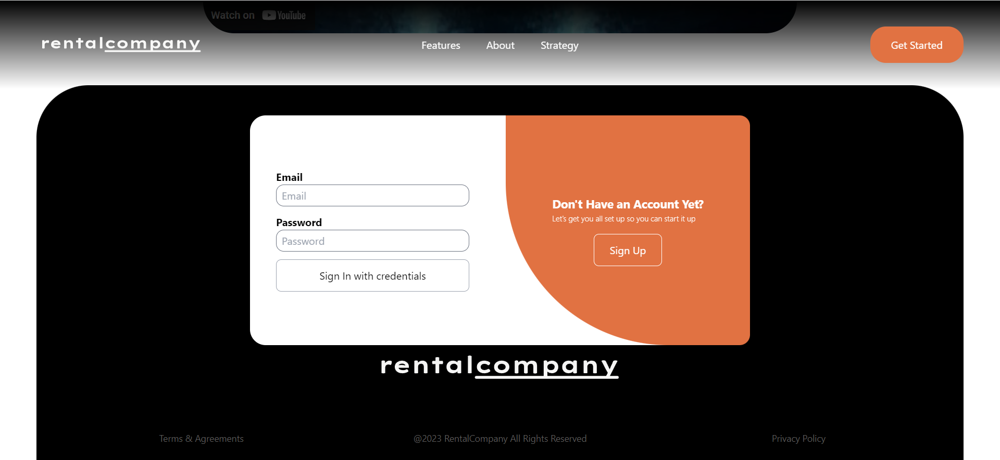 Watch on YouTube
rentalcompany
Features
About
Strategy
Get Started
Email
Email
Password
Password
Sign In with credentials
Don't Have an Account Yet?
Let's get you all set up so you can start it up
Sign Up
rentalcompany
Terms & Agreements
@2023 RentalCompany All Rights Reserved
Privacy Policy